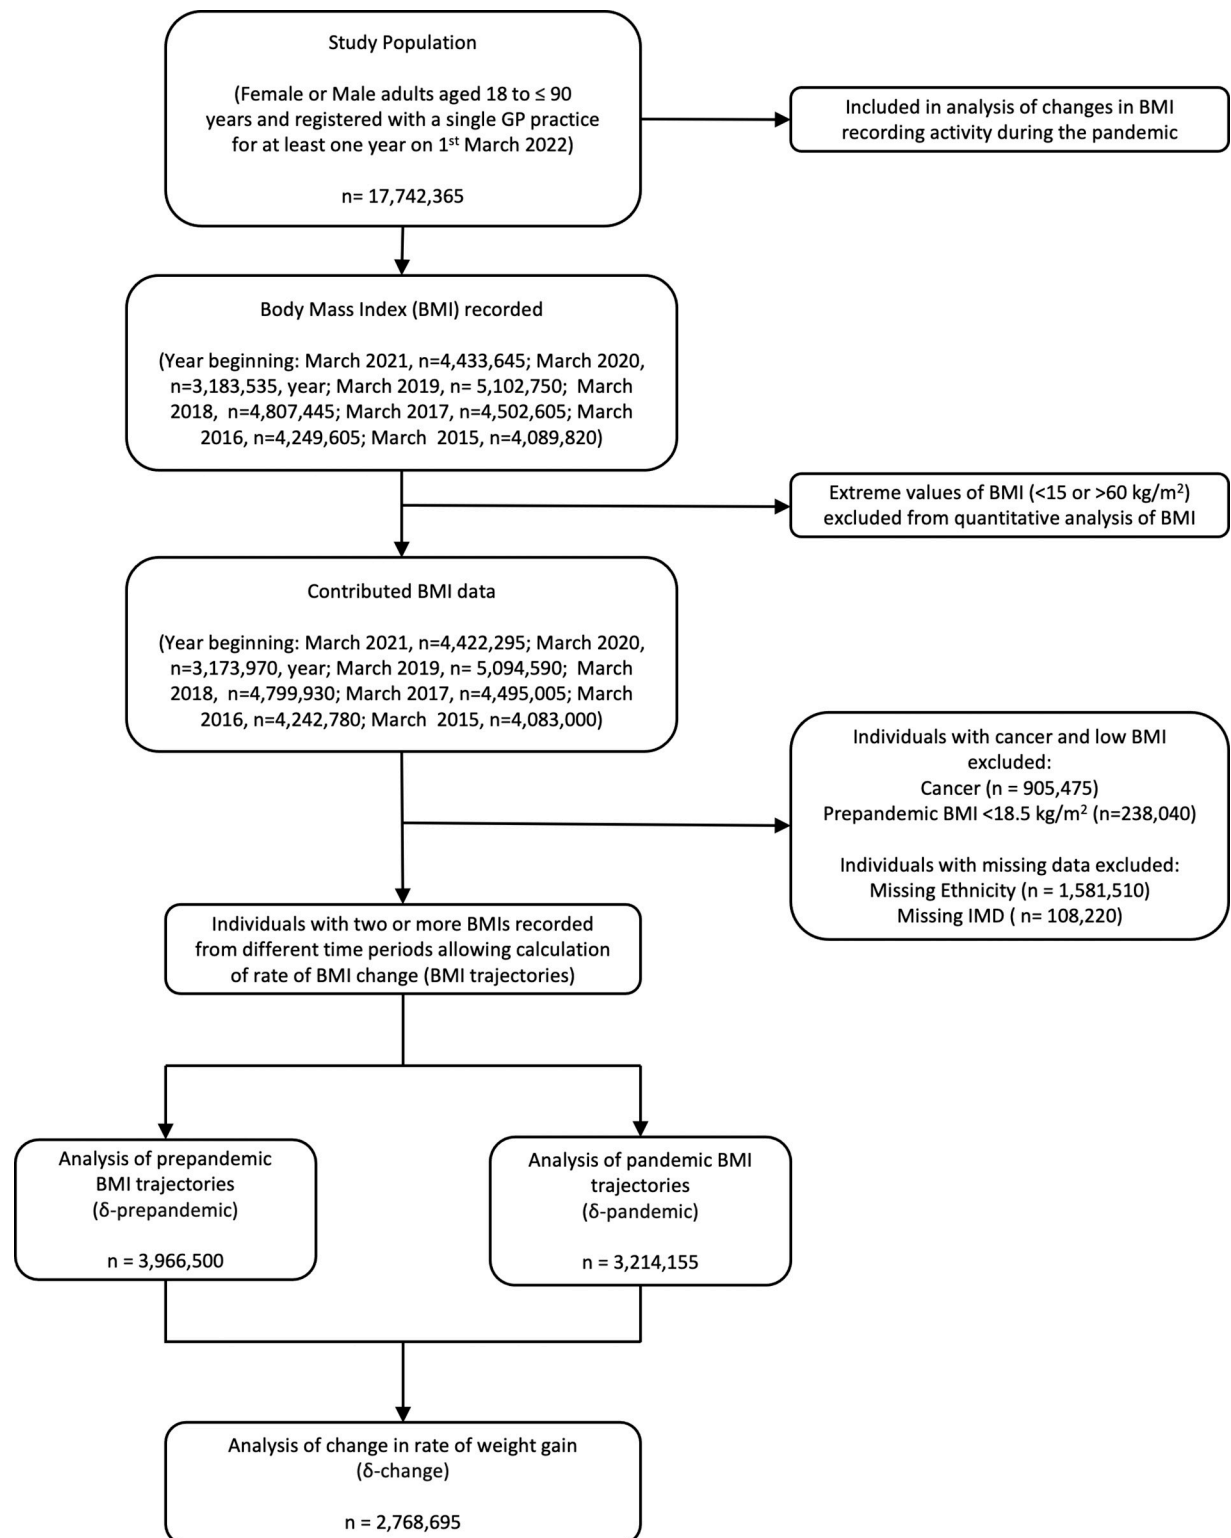 Study Population
(Female or Male adults aged 18 to ≤ 90
years and registered with a single GP practice
for at least one year on 1st March 2022)
n= 17,742,365
Included in analysis of changes in BMI
recording activity during the pandemic
Body Mass Index (BMI) recorded
(Year beginning: March 2021, n=4,433,645; March 2020,
n=3,183,535, year; March 2019, n= 5,102,750;  March
2018,  n=4,807,445; March 2017, n=4,502,605; March
2016, n=4,249,605; March  2015, n=4,089,820)
Extreme values of BMI (<15 or >60 kg/m²)
excluded from quantitative analysis of BMI
Contributed BMI data
(Year beginning: March 2021, n=4,422,295; March 2020,
n=3,173,970, year; March 2019, n= 5,094,590;  March
2018,  n=4,799,930; March 2017, n=4,495,005; March
2016, n=4,242,780; March  2015, n=4,083,000)
Individuals with cancer and low BMI
excluded:
Cancer (n = 905,475)
Prepandemic BMI <18.5 kg/m² (n=238,040)
Individuals with missing data excluded:
Missing Ethnicity (n = 1,581,510)
Missing IMD ( n= 108,220)
Individuals with two or more BMIs recorded
from different time periods allowing calculation
of rate of BMI change (BMI trajectories)
Analysis of prepandemic
BMI trajectories
(δ-prepandemic)
n = 3,966,500
Analysis of pandemic BMI
trajectories
(δ-pandemic)
n = 3,214,155
Analysis of change in rate of weight gain
(δ-change)
n = 2,768,695